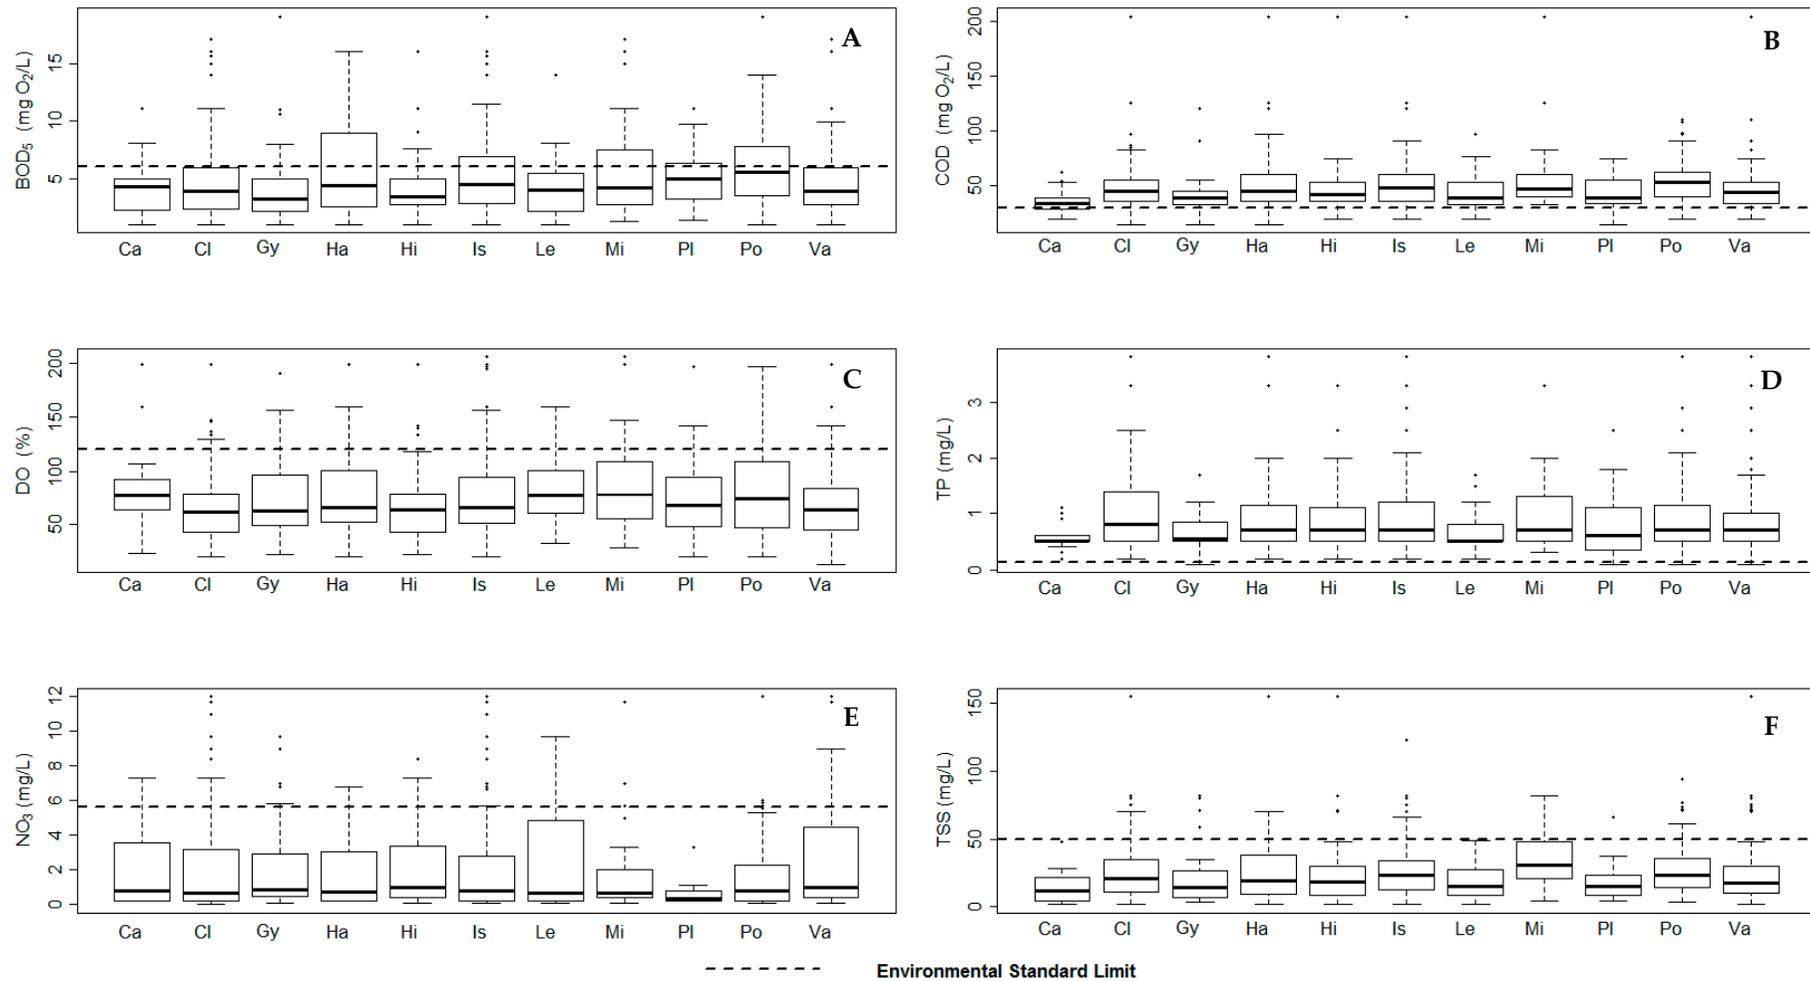 A
BOD5 (mg O2/L)
15
10
5
Ca Cl Gy Ha Hi Is Le Mi Pl Po Va
B
COD (mg O2/L)
200
150
100
50
Ca Cl Gy Ha Hi Is Le Mi Pl Po Va
C
DO (%)
200
150
100
50
Ca Cl Gy Ha Hi Is Le Mi Pl Po Va
D
TP (mg/L)
3
2
1
0
Ca Cl Gy Ha Hi Is Le Mi Pl Po Va
E
NO3 (mg/L)
12
10
8
6
4
2
0
Ca Cl Gy Ha Hi Is Le Mi Pl Po Va
F
TSS (mg/L)
150
100
50
0
Ca Cl Gy Ha Hi Is Le Mi Pl Po Va
Environmental Standard Limit